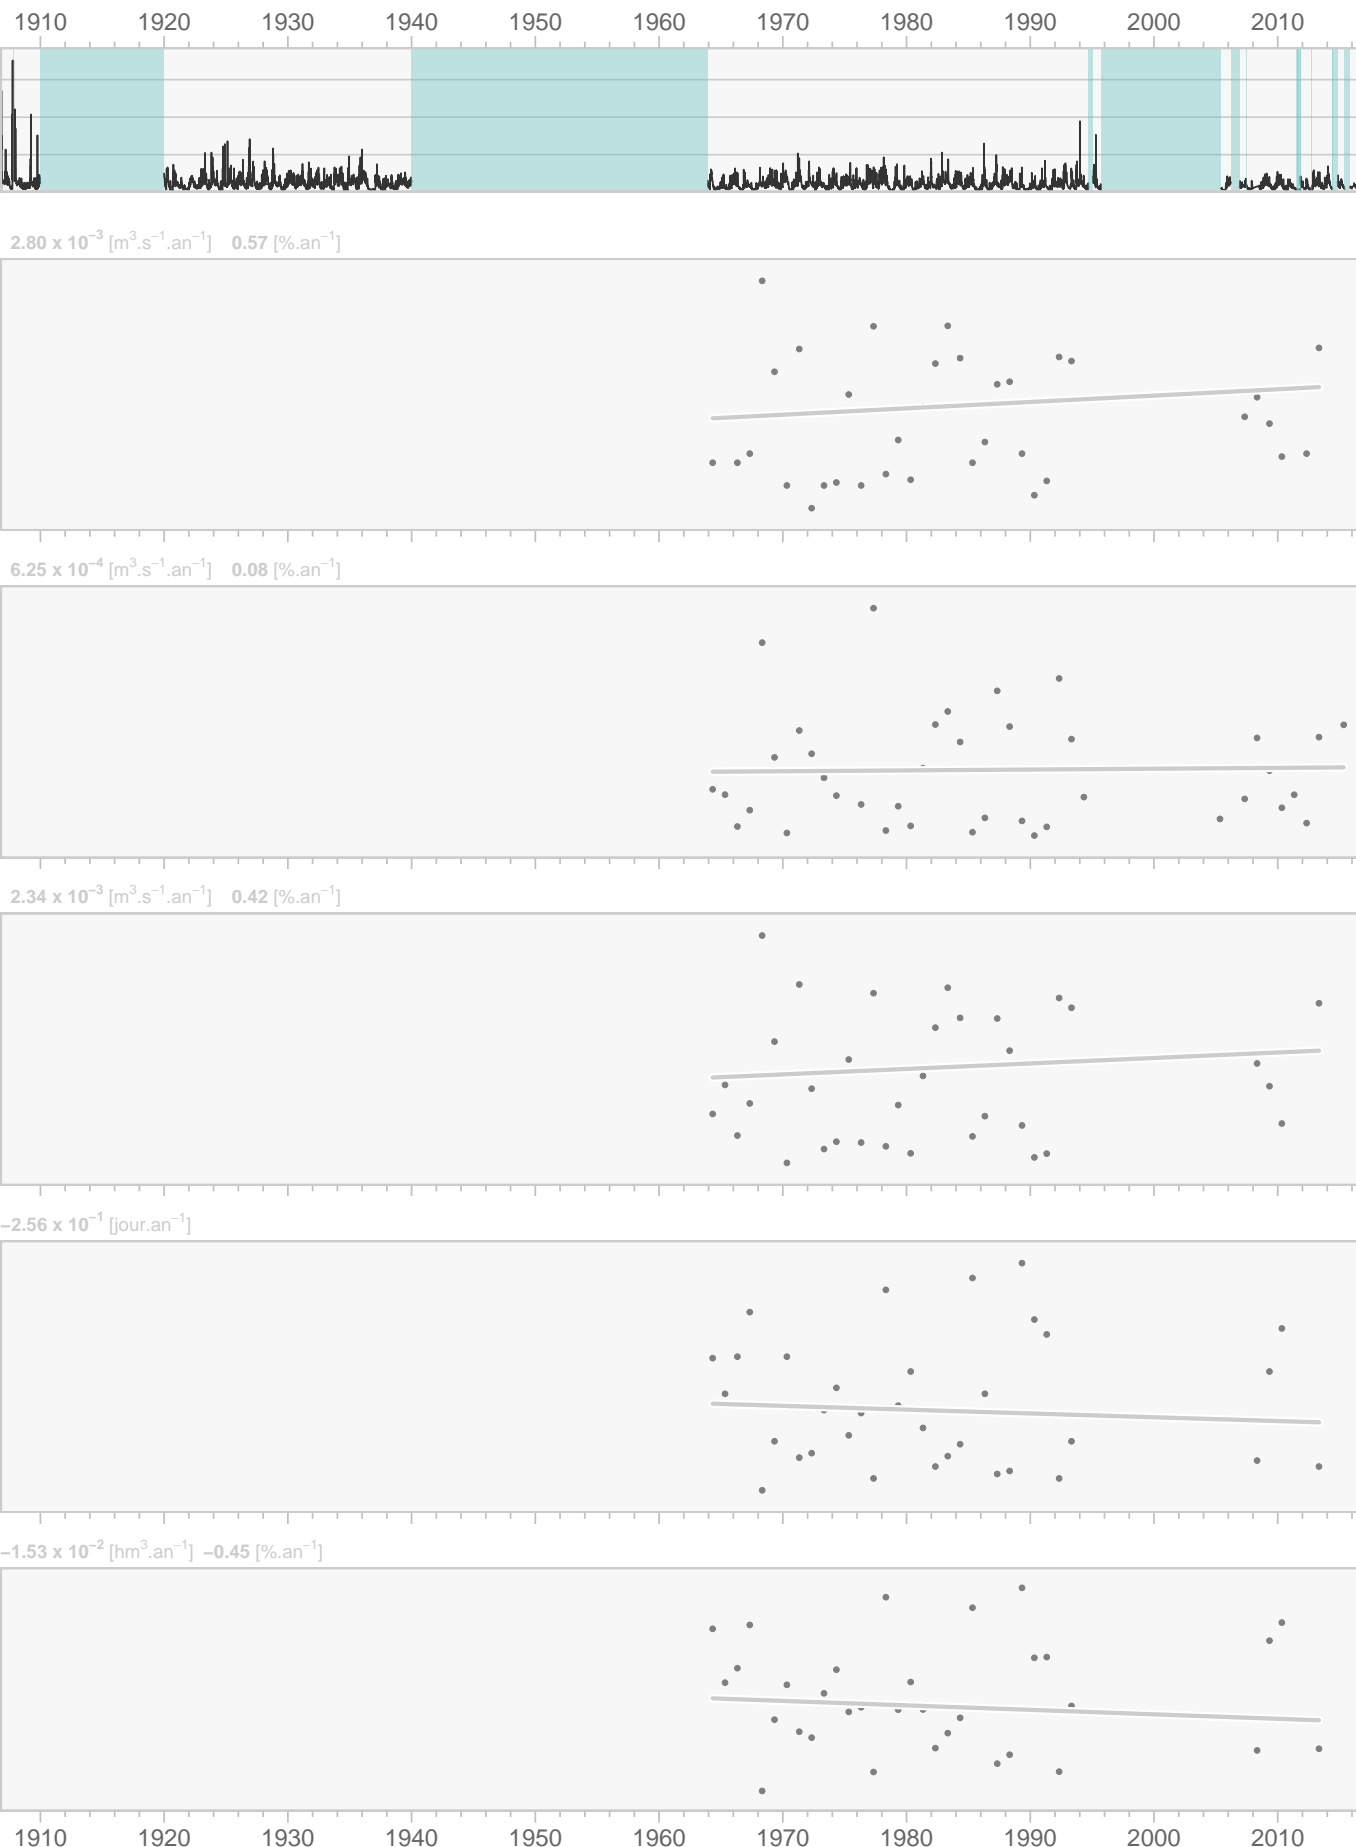 1910 1920 1930 1940 1950 1960 1970 1980 1990 2000 2010
2.80 x 10⁻³ [m³.s⁻¹.an⁻¹] 0.57 [%.an⁻¹]
6.25 x 10⁻⁴ [m³.s⁻¹.an⁻¹] 0.08 [%.an⁻¹]
2.34 x 10⁻³ [m³.s⁻¹.an⁻¹] 0.42 [%.an⁻¹]
−2.56 x 10⁻¹ [jour.an⁻¹]
−1.53 x 10⁻² [hm³.an⁻¹] −0.45 [%.an⁻¹]
1910 1920 1930 1940 1950 1960 1970 1980 1990 2000 2010